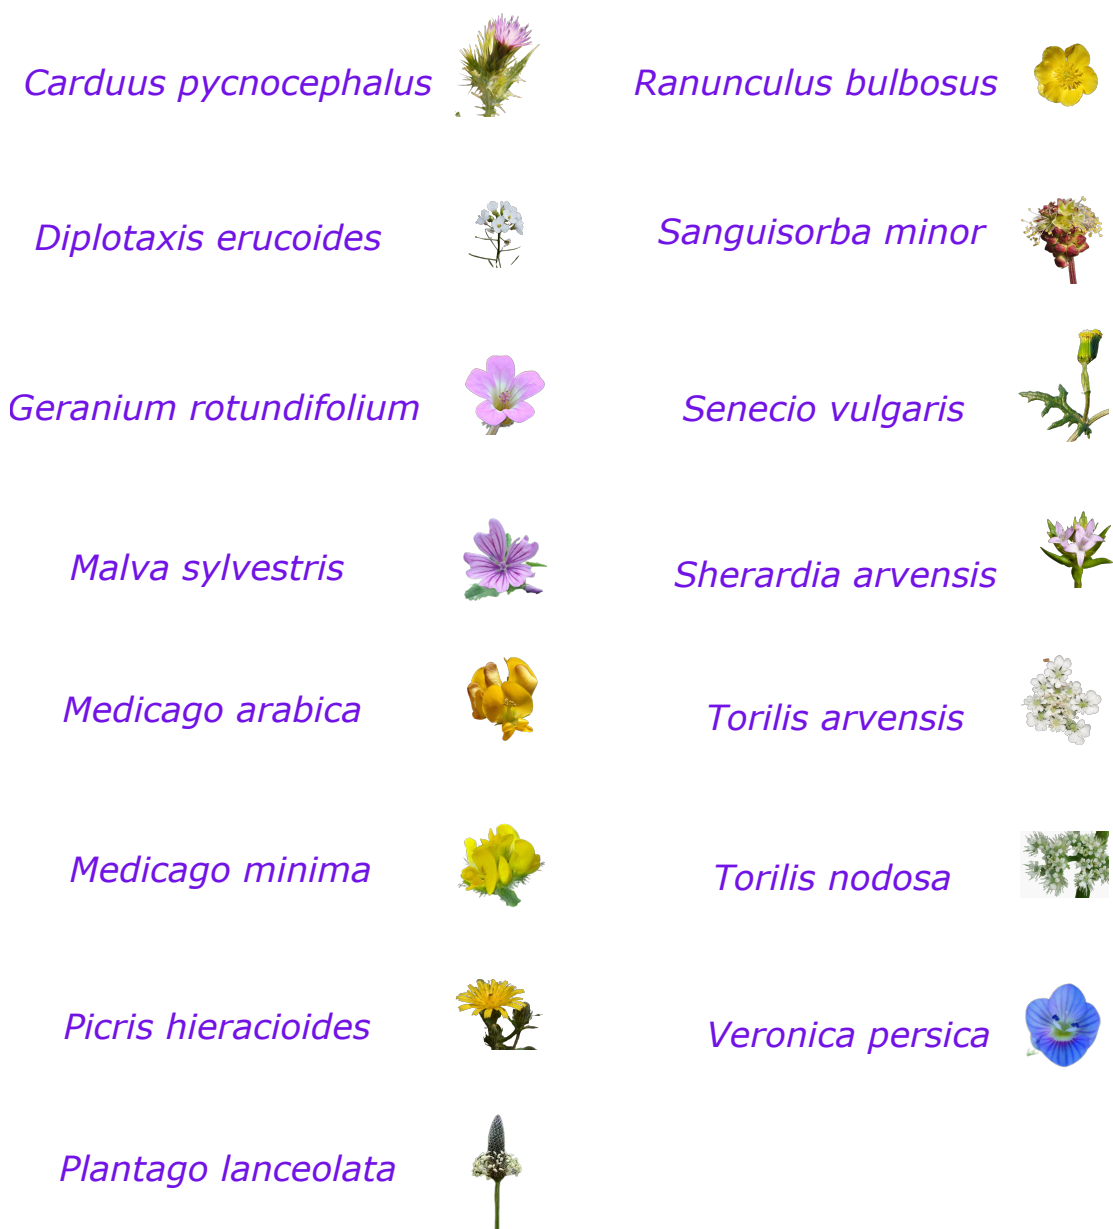 Carduus pycnocephalus
Diplotaxis erucoides
Geranium rotundifolium
Malva sylvestris
Medicago arabica
Medicago minima
Picris hieracioides
Plantago lanceolata
Ranunculus bulbosus
Sanguisorba minor
Senecio vulgaris
Sherardia arvensis
Torilis arvensis
Torilis nodosa
Veronica persica